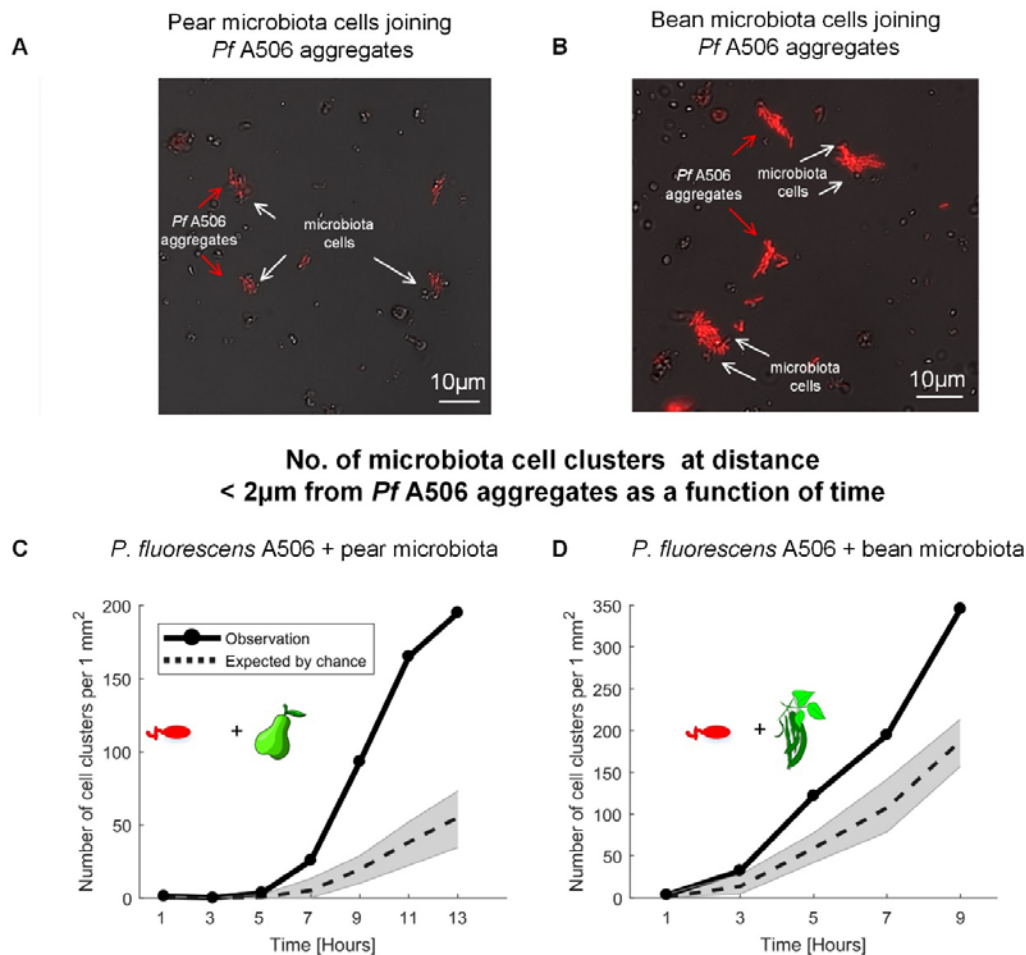 A
Pear microbiota cells joining
Pf A506 aggregates
Pf A506
aggregates
microbiota
cells
10μm
B
Bean microbiota cells joining
Pf A506 aggregates
Pf A506
aggregates
microbiota
cells
microbiota
cells
10μm
No. of microbiota cell clusters at distance
< 2μm from Pf A506 aggregates as a function of time
C
P. fluorescens A506 + pear microbiota
Number of cell clusters per 1 mm²
200
150
100
50
0
Observation
Expected by chance
+
1 3 5 7 9 11 13
Time [Hours]
D
P. fluorescens A506 + bean microbiota
Number of cell clusters per 1 mm²
350
300
250
200
150
100
50
0
+
1 3 5 7 9
Time [Hours]